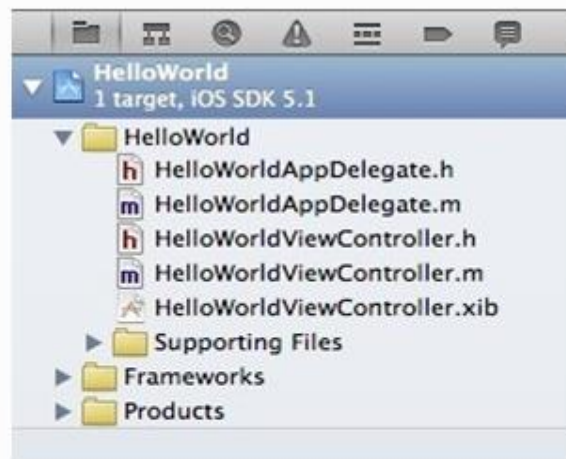 HelloWorld
1 target, iOS SDK 5.1
HelloWorld
h HelloWorldAppDelegate.h
m HelloWorldAppDelegate.m
h HelloWorldViewController.h
m HelloWorldViewController.m
HelloWorldViewController.xib
Supporting Files
Frameworks
Products